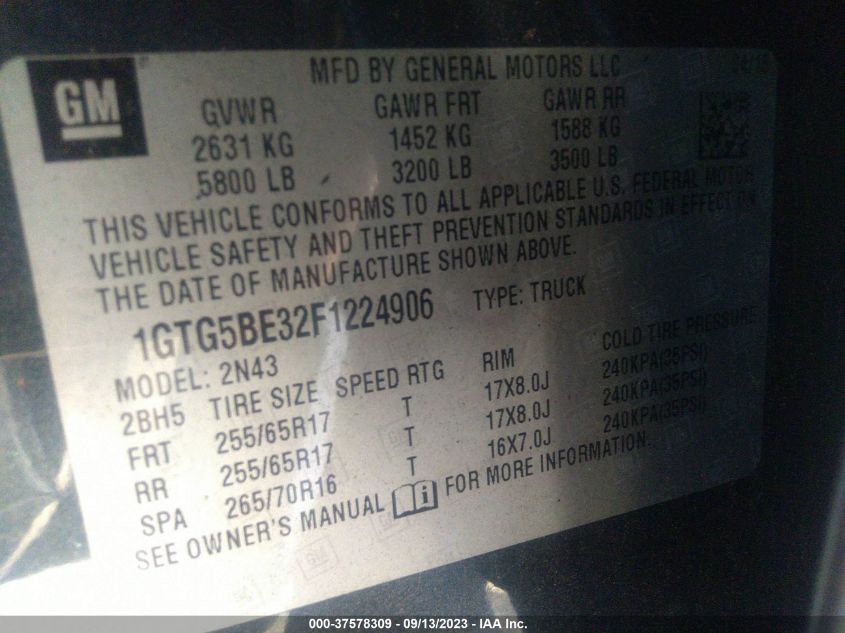 GM
MFD BY GENERAL MOTORS LLC
GVWR GAWR FRT GAWR RR
2631 KG 1452 KG 1588 KG
5800 LB 3200 LB 3500 LB
THIS VEHICLE CONFORMS TO ALL APPLICABLE U.S. FEDERAL MOTOR
VEHICLE SAFETY AND THEFT PREVENTION STANDARDS IN EFFECT ON
THE DATE OF MANUFACTURE SHOWN ABOVE.
1GTG5BE32F1224906 TYPE: TRUCK
MODEL: 2N43
2BH5 TIRE SIZE SPEED RTG RIM COLD TIRE PRESSURE
FRT 255/65R17 T 17X8.0J 240KPA(35PSI)
RR 255/65R17 T 17X8.0J 240KPA(35PSI)
SPA 265/70R16 T 16X7.0J 240KPA(35PSI)
SEE OWNER'S MANUAL FOR MORE INFORMATION.
000-37578309 - 09/13/2023 - IAA Inc.